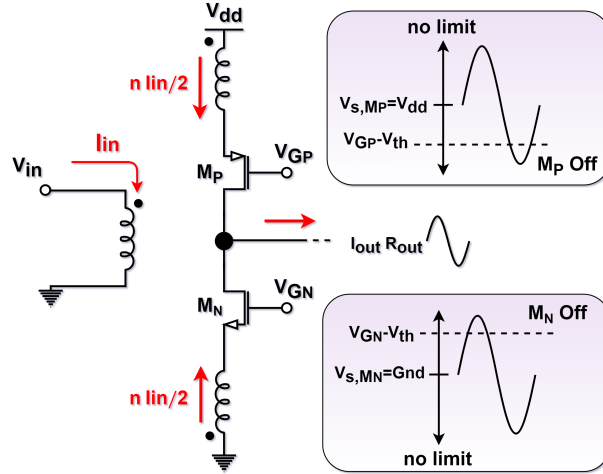 Vdd
n Iin/2
Iin
Vin
MP
VGP
Iout Rout
MN
VGN
n Iin/2
no limit
Vs,MP=Vdd
VGP-Vth
MP Off
MN Off
VGN-Vth
Vs,MN=Gnd
no limit